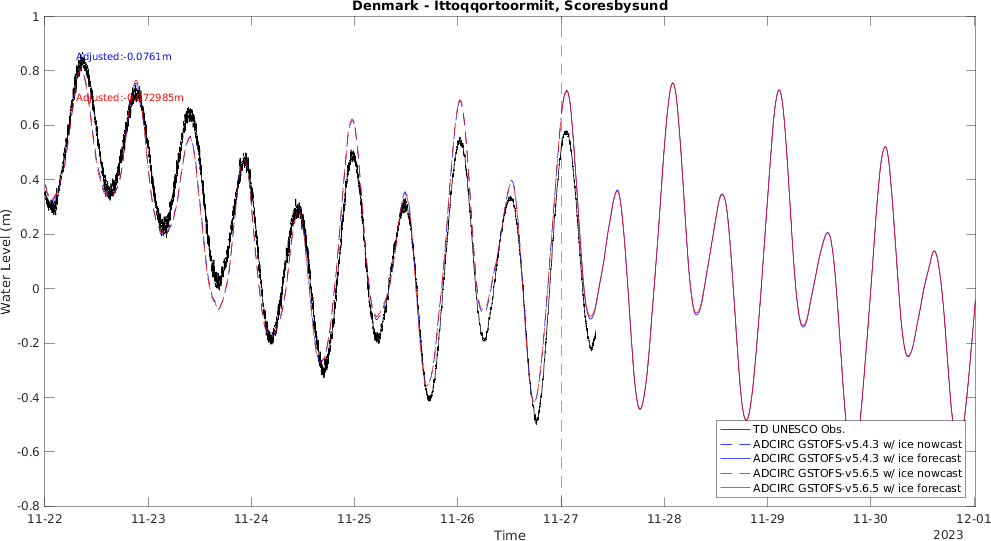 Denmark - Ittoqqortoormiit, Scoresbysund
Adjusted:-0.0761m
1
0.8
0.6
0.4
0.2
0
-0.2
-0.4
-0.6
-0.8
Water Level (m)
TD UNESCO Obs.
ADCIRC GSTOFS-v5.4.3 w/ ice nowcast
ADCIRC GSTOFS-v5.4.3 w/ ice forecast
ADCIRC GSTOFS-v5.6.5 w/ ice nowcast
ADCIRC GSTOFS-v5.6.5 w/ ice forecast
11-22 11-23 11-24 11-25 11-26 11-27 11-28 11-29 11-30 12-01
Time
2023